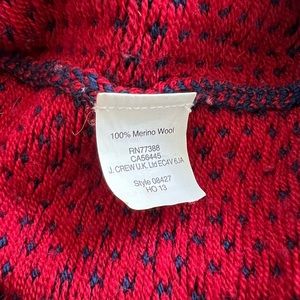 100% Merino Wool
RN77388
CA56445
J. CREW U.K. Ltd EC4V 6JA
Style 08427
HO 13